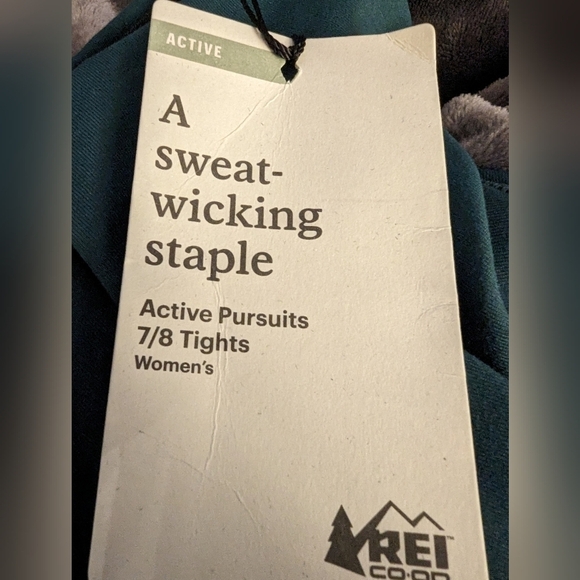 ACTIVE
A
sweat-
wicking
staple
Active Pursuits
7/8 Tights
Women's
REI
CO·OP